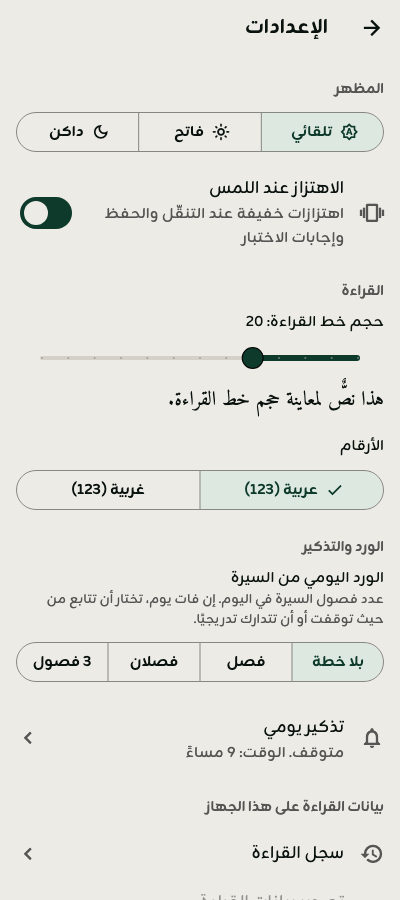 الإعدادات
المظهر
تلقائي
فاتح
داكن
الاهتزاز عند اللمس
اهتزازات خفيفة عند التنقّل والحفظ
وإجابات الاختبار
القراءة
حجم خط القراءة: 20
هذا نصٌّ لمعاينة حجم خط القراءة.
الأرقام
عربية (123)
غربية (123)
الورد والتذكير
الورد اليومي من السيرة
عدد فصول السيرة في اليوم. إن فات يوم، تختار أن تتابع من
حيث توقفت أو أن تتدارك تدريجيًا.
بلا خطة
فصل
فصلان
3 فصول
تذكير يومي
متوقف. الوقت: 9 مساءً
بيانات القراءة على هذا الجهاز
سجل القراءة